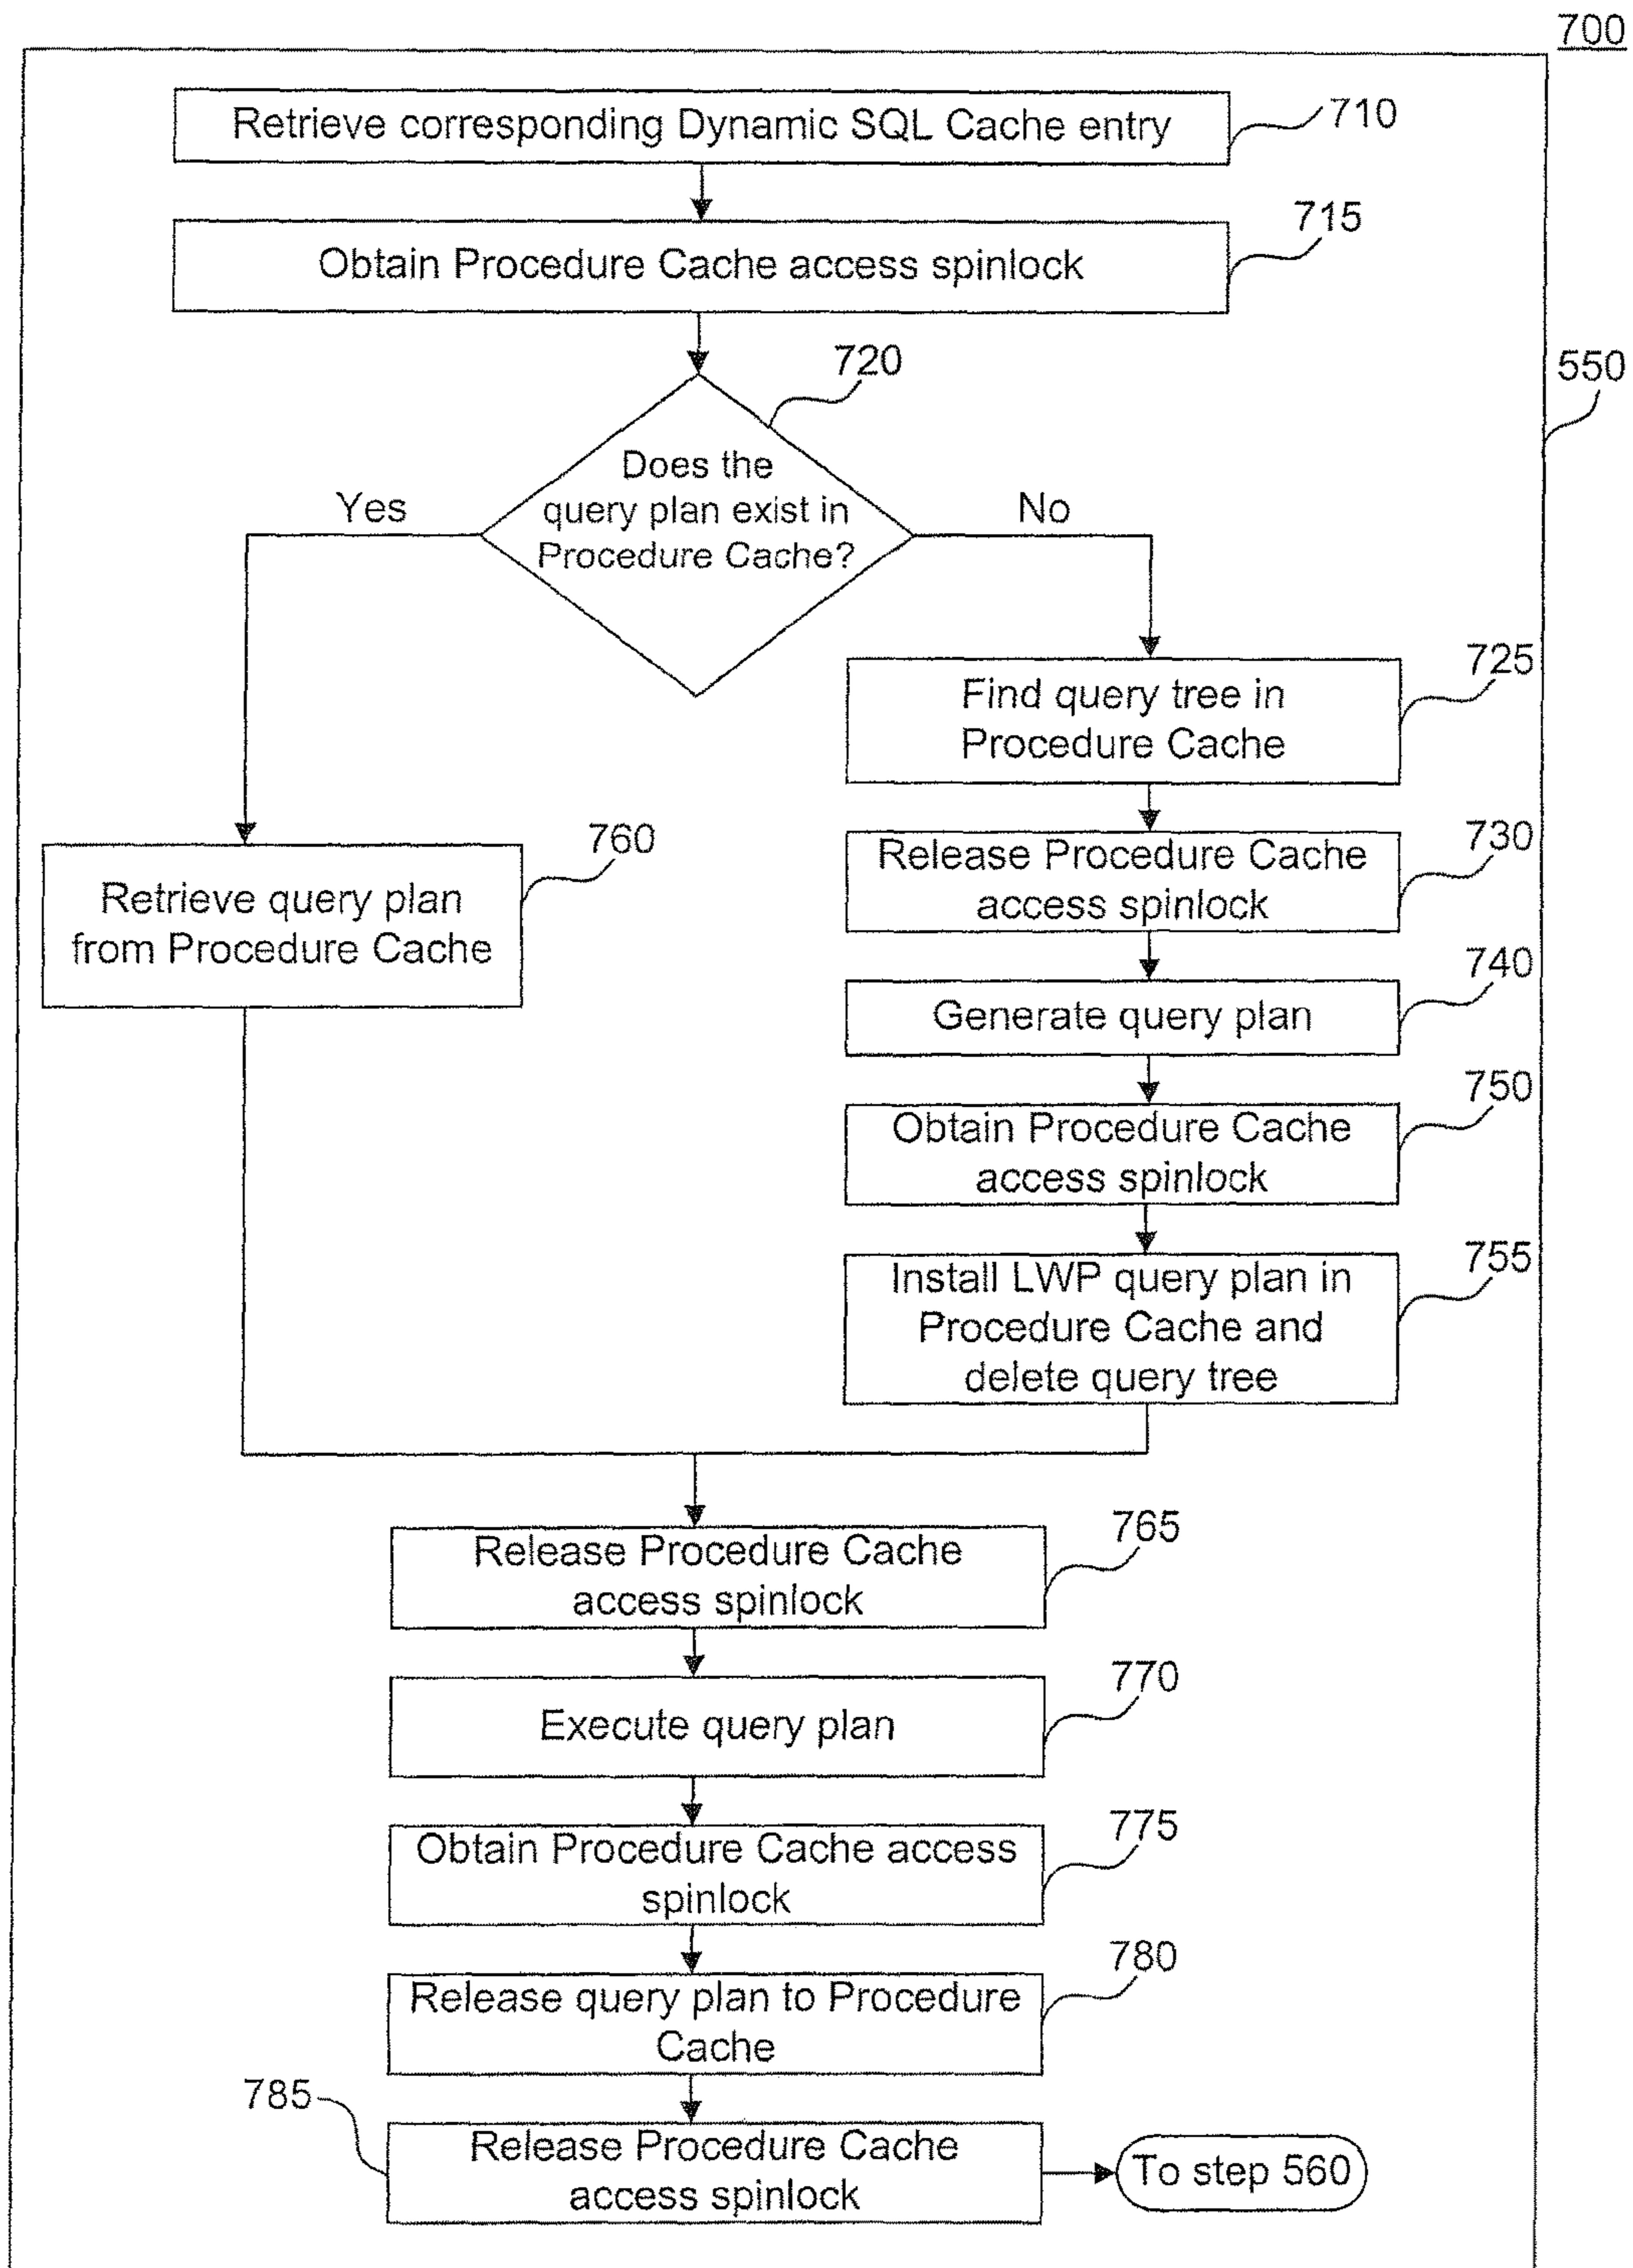 700
Retrieve corresponding Dynamic SQL Cache entry
710
Obtain Procedure Cache access spinlock
715
720
550
Does the
query plan exist in
Procedure Cache?
Yes
No
Find query tree in
Procedure Cache
725
Release Procedure Cache
access spinlock
730
Retrieve query plan
from Procedure Cache
760
Generate query plan
740
Obtain Procedure Cache
access spinlock
750
Install LWP query plan in
Procedure Cache and
delete query tree
755
Release Procedure Cache
access spinlock
765
Execute query plan
770
Obtain Procedure Cache access
spinlock
775
Release query plan to Procedure
Cache
780
785
Release Procedure Cache
access spinlock
To step 560